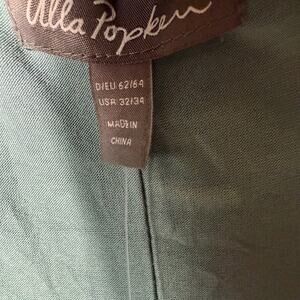 Ulla Popken
D/EU 62/64
USA 32/34
MADE IN
CHINA